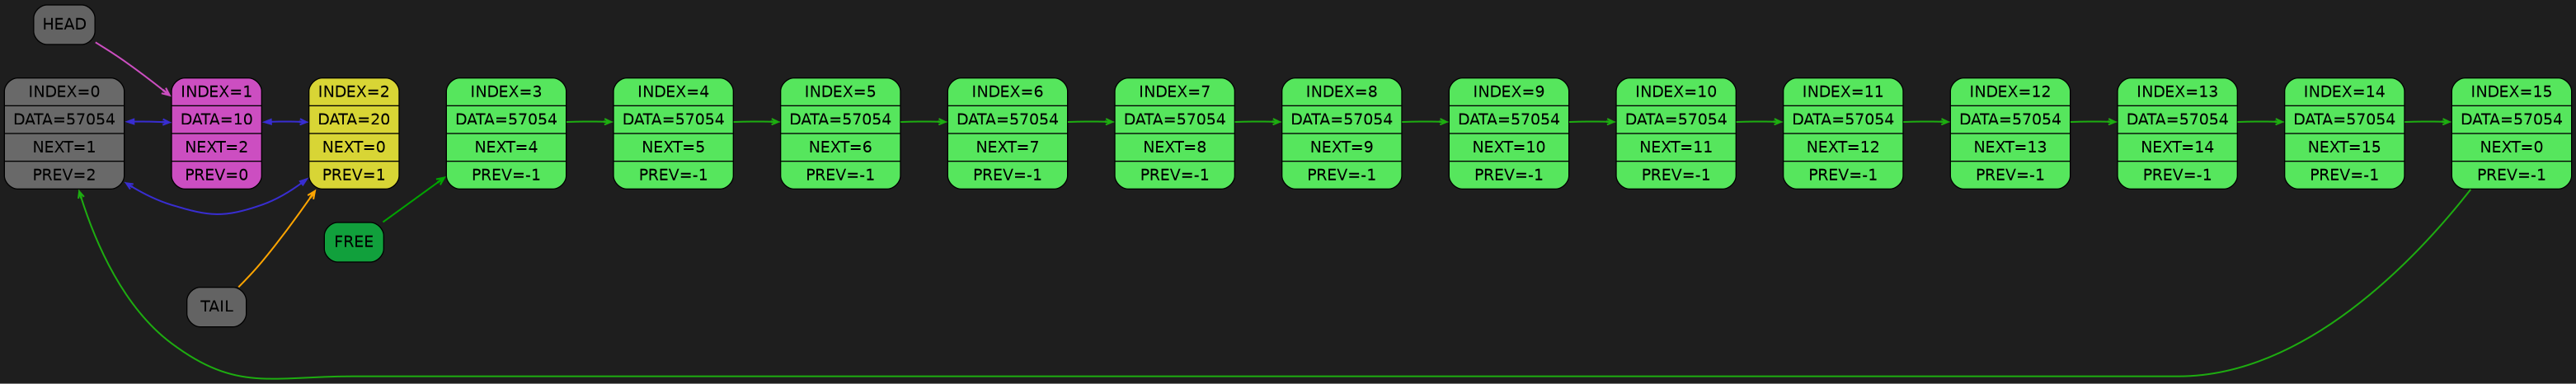 HEAD
INDEX=0
DATA=57054
NEXT=1
PREV=2
INDEX=1
DATA=10
NEXT=2
PREV=0
INDEX=2
DATA=20
NEXT=0
PREV=1
INDEX=3
DATA=57054
NEXT=4
PREV=-1
INDEX=4
DATA=57054
NEXT=5
PREV=-1
INDEX=5
DATA=57054
NEXT=6
PREV=-1
INDEX=6
DATA=57054
NEXT=7
PREV=-1
INDEX=7
DATA=57054
NEXT=8
PREV=-1
INDEX=8
DATA=57054
NEXT=9
PREV=-1
INDEX=9
DATA=57054
NEXT=10
PREV=-1
INDEX=10
DATA=57054
NEXT=11
PREV=-1
INDEX=11
DATA=57054
NEXT=12
PREV=-1
INDEX=12
DATA=57054
NEXT=13
PREV=-1
INDEX=13
DATA=57054
NEXT=14
PREV=-1
INDEX=14
DATA=57054
NEXT=15
PREV=-1
INDEX=15
DATA=57054
NEXT=0
PREV=-1
FREE
TAIL